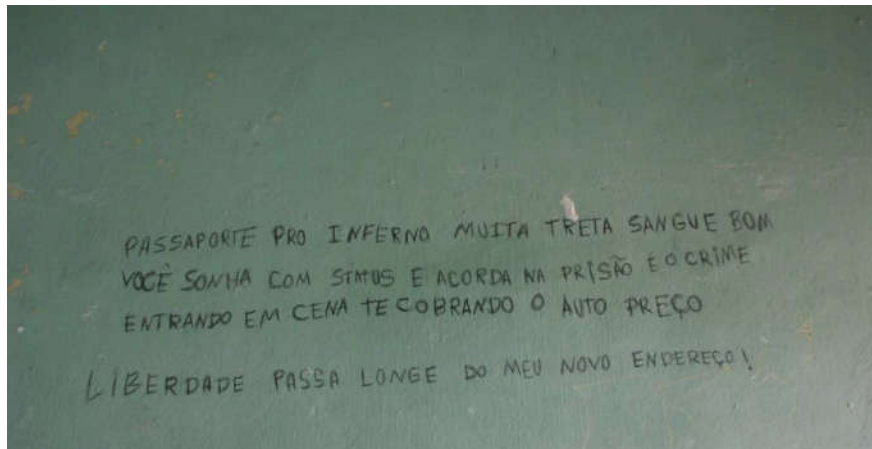 PASSAPORTE PRO INFERNO MUITA TRETA SANGUE BOM
VOCÊ SONHA COM STATUS E ACORDA NA PRISÃO E O CRIME
ENTRANDO EM CENA TE COBRANDO O AUTO PREÇO
LIBERDADE PASSA LONGE DO MEU NOVO ENDEREÇO!